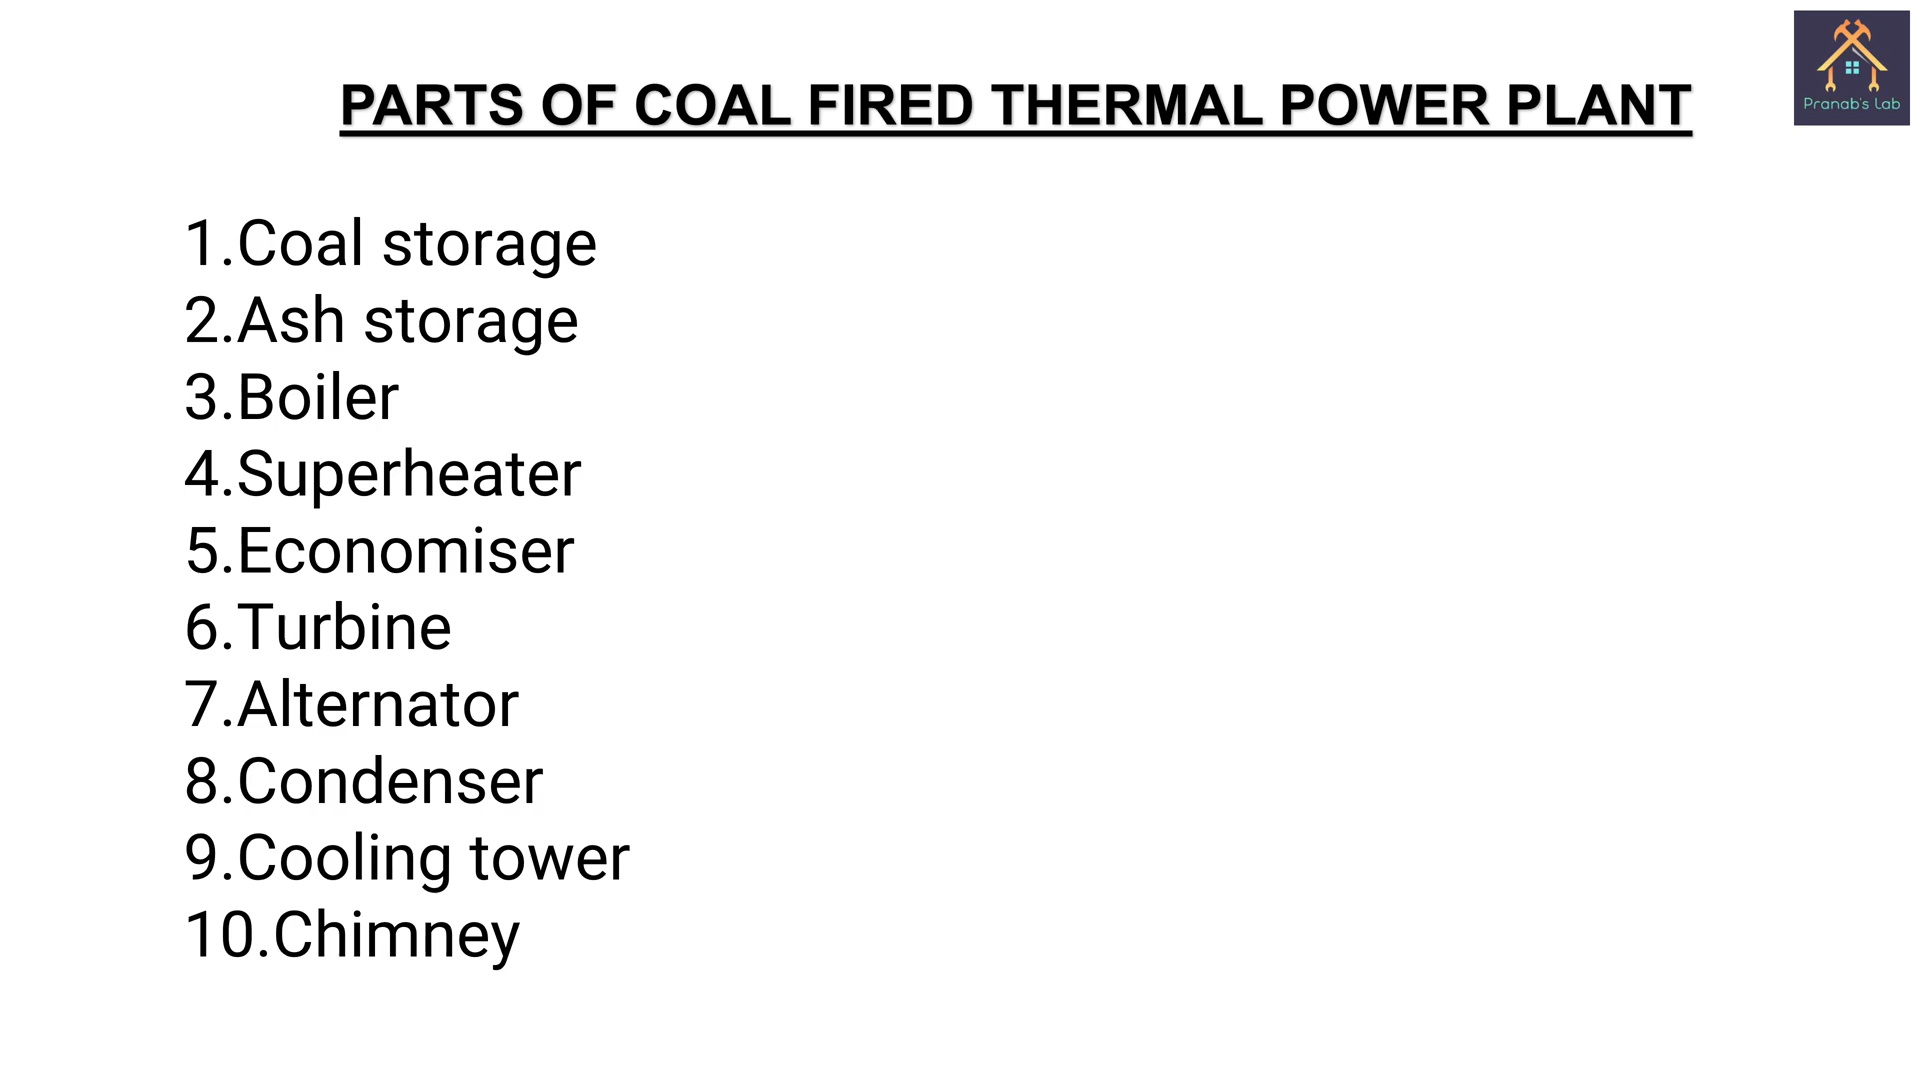 PARTS OF COAL FIRED THERMAL POWER PLANT
Pranab's Lab
1.Coal storage
2.Ash storage
3.Boiler
4.Superheater
5.Economiser
6.Turbine
7.Alternator
8.Condenser
9.Cooling tower
10.Chimney